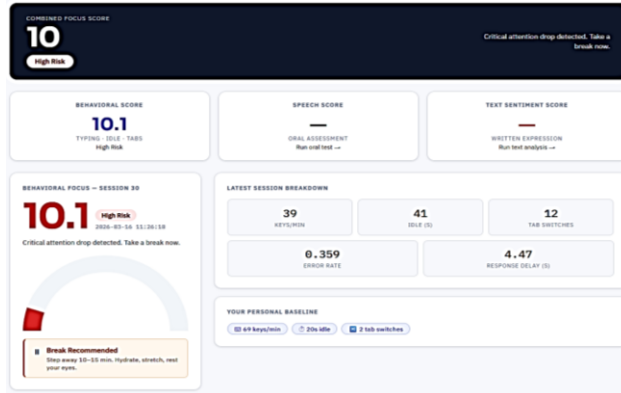 COMBINED FOCUS SCORE
10
High Risk
Critical attention drop detected. Take a
break now.
BEHAVIORAL SCORE
10.1
TYPING · IDLE · TABS
High Risk
SPEECH SCORE
—
ORAL ASSESSMENT
Run oral test →
TEXT SENTIMENT SCORE
—
WRITTEN EXPRESSION
Run text analysis →
BEHAVIORAL FOCUS — SESSION 30
10.1 High Risk
2026-03-16 11:26:10
Critical attention drop detected. Take a break now.
Break Recommended
Step away 10–15 min. Hydrate, stretch, rest
your eyes.
LATEST SESSION BREAKDOWN
39
KEYS/MIN
41
IDLE (S)
12
TAB SWITCHES
0.359
ERROR RATE
4.47
RESPONSE DELAY (S)
YOUR PERSONAL BASELINE
69 keys/min
20s idle
2 tab switches